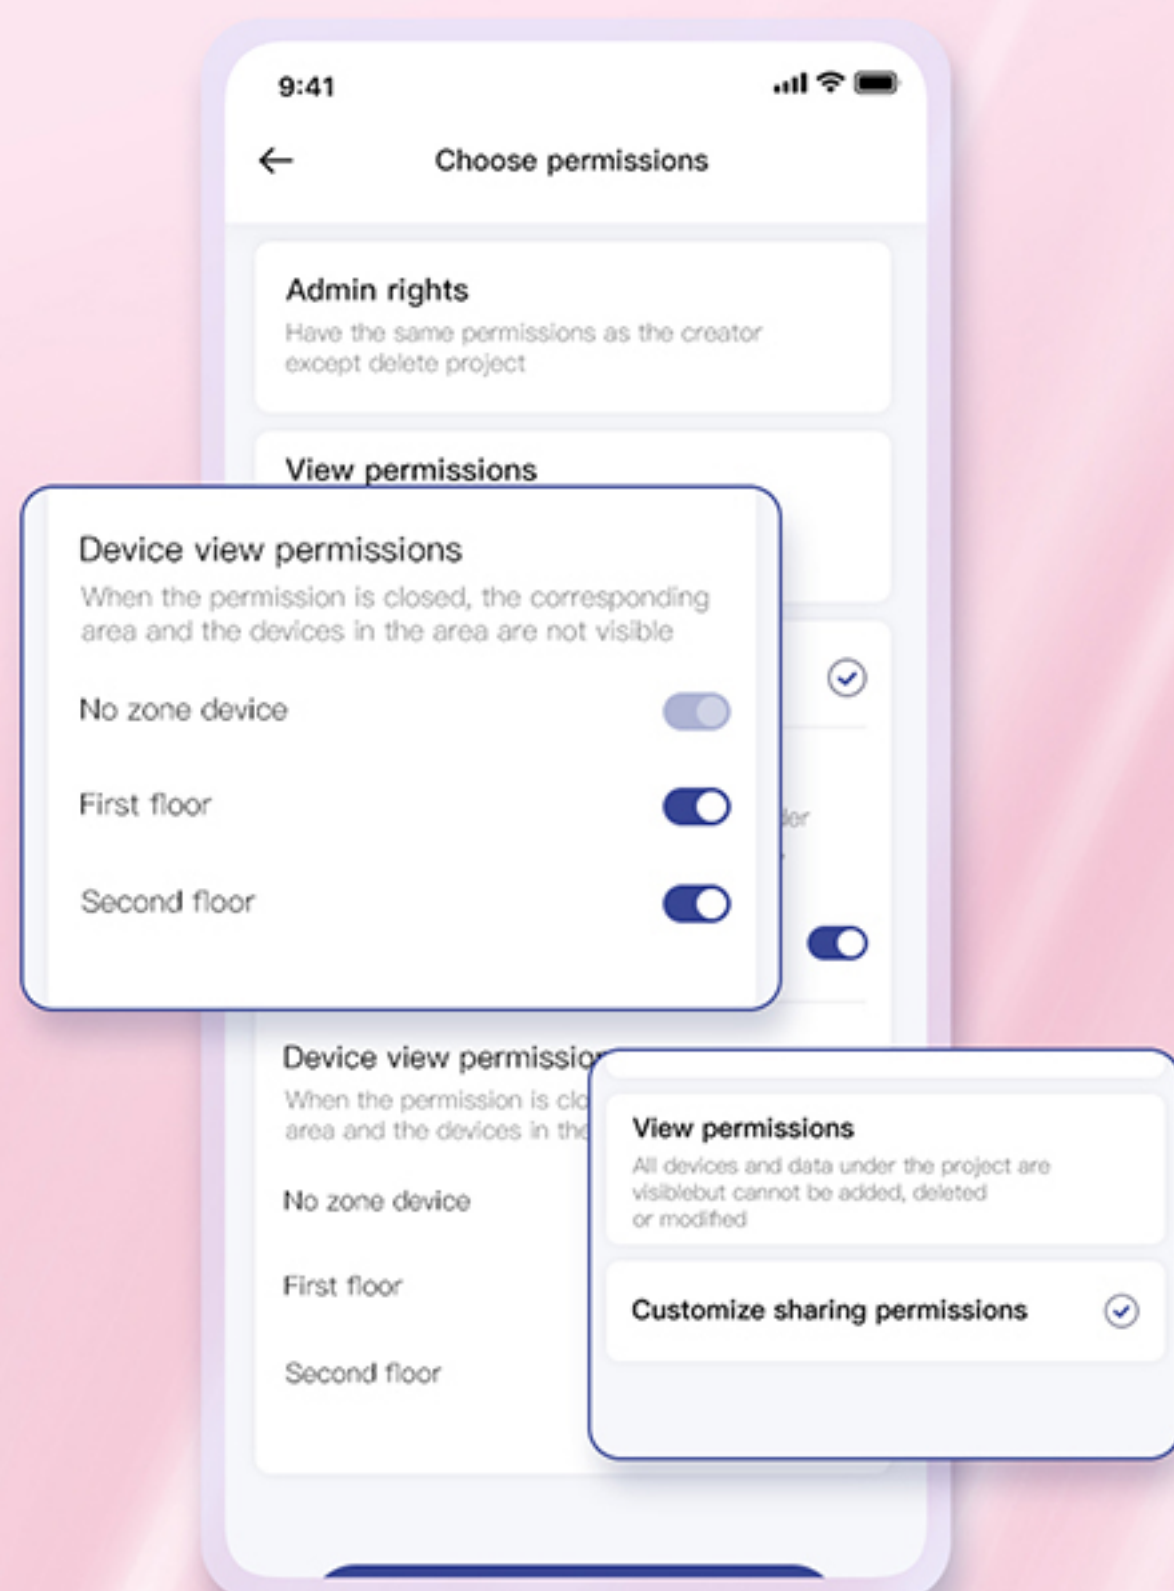 9:41
Choose permissions
Admin rights
Have the same permissions as the creator
except delete project
View permissions
Device view permissions
When the permission is closed, the corresponding
area and the devices in the area are not visible
No zone device
First floor
Second floor
Device view
When the permission is
area and the devices in the
No zone device
First floor
Second floor
View permissions
All devices and data under the project are
visiblebut cannot be added, deleted
or modified
Customize sharing permissions